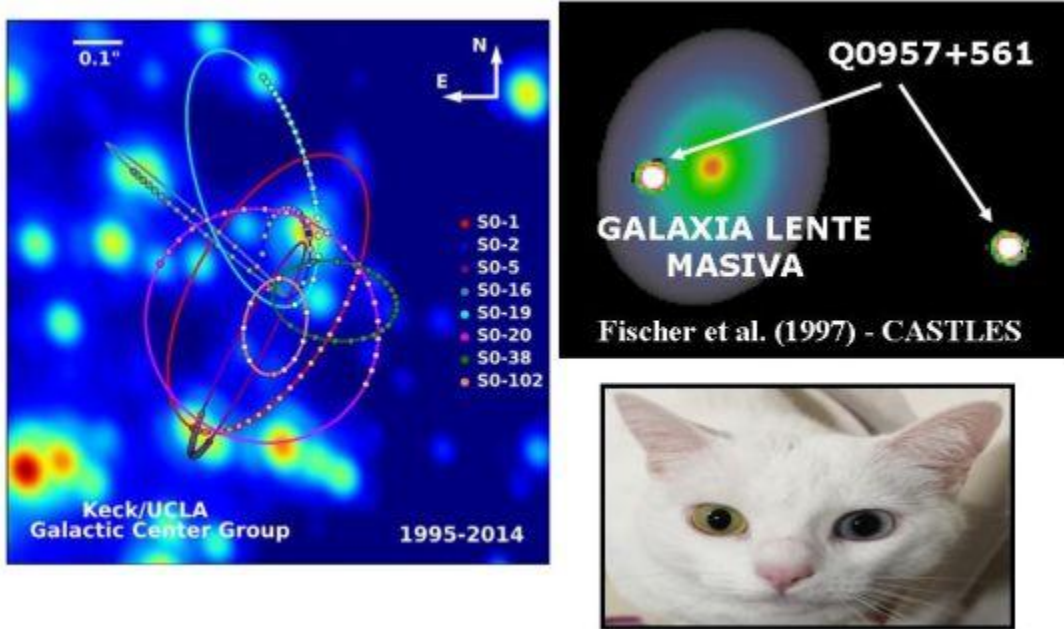 0.1"
N
E
S0-1
S0-2
S0-5
S0-16
S0-19
S0-20
S0-38
S0-102
Keck/UCLA
Galactic Center Group
1995-2014
Q0957+561
GALAXIA LENTE
MASIVA
Fischer et al. (1997) - CASTLES